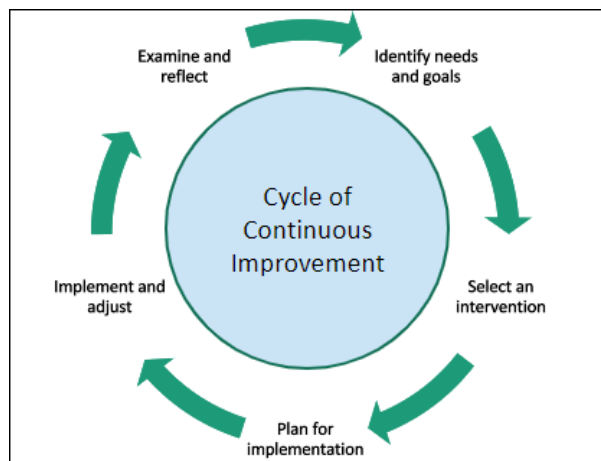 Examine and
reflect
Identify needs
and goals
Cycle of
Continuous
Improvement
Implement and
adjust
Select an
intervention
Plan for
implementation